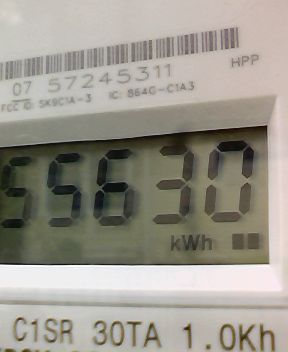 07 57245311
HPP
FCC ID: SK9C1A-3 IC: 864G-C1A3
55630
kWh
C1SR 30TA 1.0Kh